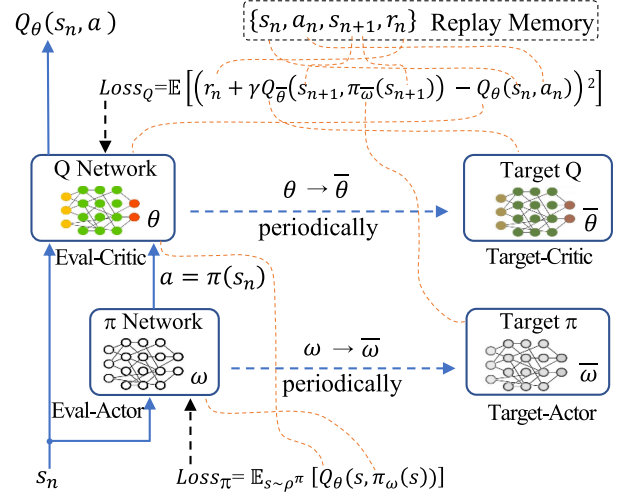 Q_θ(s_n, a)
{s_n, a_n, s_{n+1}, r_n} Replay Memory
Loss_Q=𝔼[(r_n + γQ_θ̅(s_{n+1}, π_ω̅(s_{n+1})) − Q_θ(s_n, a_n))²]
Q Network
θ
Eval-Critic
θ → θ̅
periodically
Target Q
θ̅
Target-Critic
a = π(s_n)
π Network
ω
Eval-Actor
ω → ω̅
periodically
Target π
ω̅
Target-Actor
s_n
Loss_π= 𝔼_{s~ρ^π} [Q_θ(s, π_ω(s))]